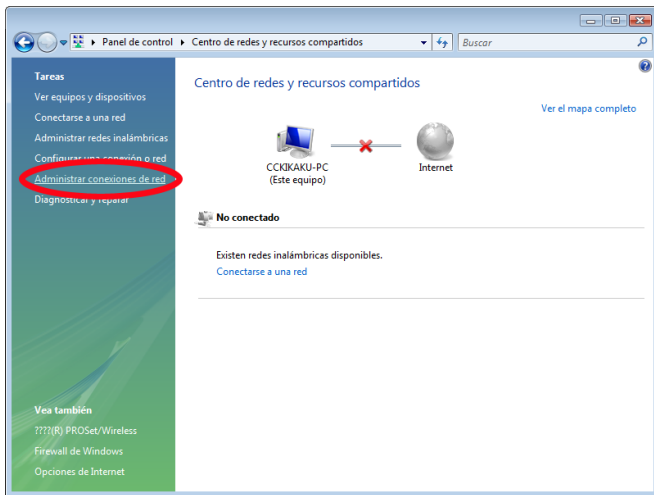 Panel de control ▸ Centro de redes y recursos compartidos
Buscar
Tareas
Ver equipos y dispositivos
Conectarse a una red
Administrar redes inalámbricas
Configurar una conexión o red
Administrar conexiones de red
Diagnosticar y reparar
Vea también
????(R) PROSet/Wireless
Firewall de Windows
Opciones de Internet
Centro de redes y recursos compartidos
Ver el mapa completo
CCKIKAKU-PC
(Este equipo)
Internet
No conectado
Existen redes inalámbricas disponibles.
Conectarse a una red